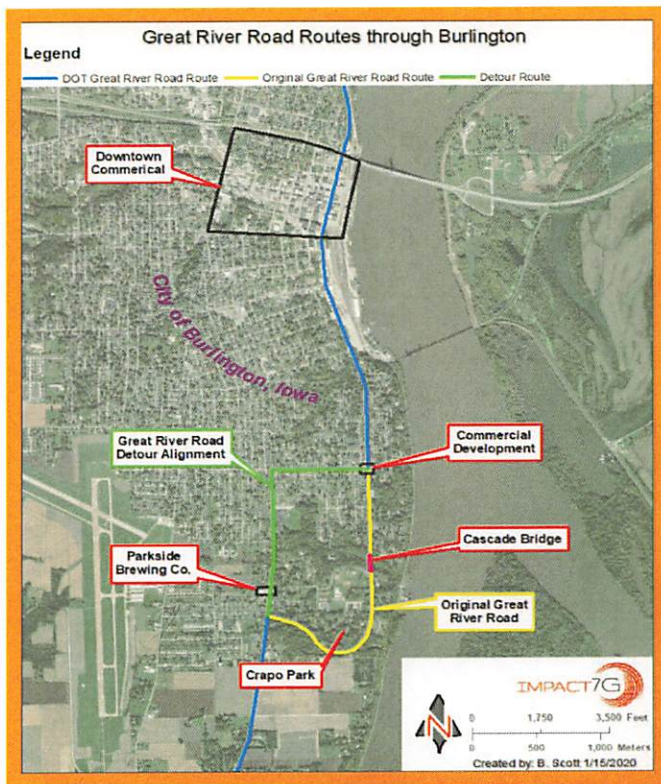 Great River Road Routes through Burlington
Legend
DOT Great River Road Route
Original Great River Road Route
Detour Route
Downtown
Commerical
City of Burlington, Iowa
Great River Road
Detour Alignment
Commercial
Development
Cascade Bridge
Parkside
Brewing Co.
Original Great
River Road
Crapo Park
IMPACT7G
N
0 1,750 3,500 Feet
0 500 1,000 Meters
Created by: B. Scott 1/15/2020